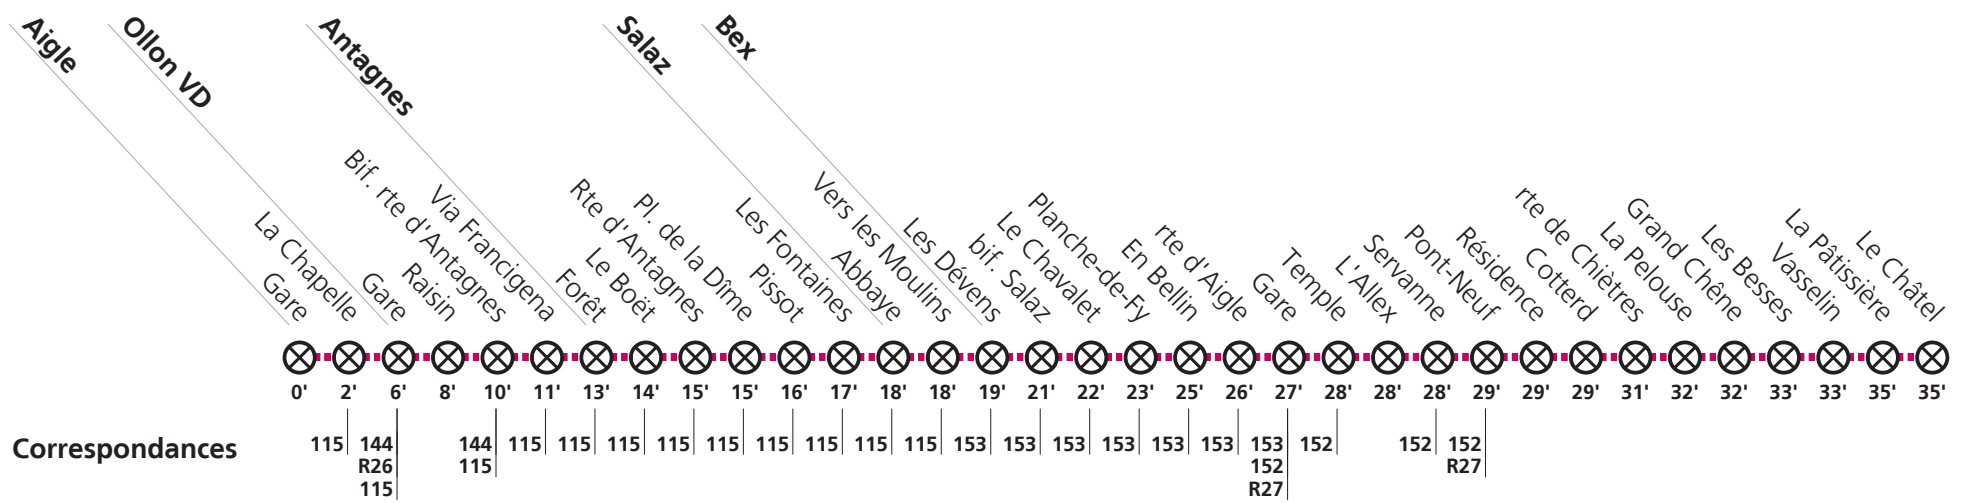 Aigle
Ollon VD
Antagnes
Salaz
Bex
Gare
La Chapelle
Gare
Raisin
Bif. rte d'Antagnes
Via Francigena
Forêt
Le Boët
Rte d'Antagnes
Pl. de la Dîme
Pissot
Les Fontaines
Abbaye
Vers les Moulins
Les Dévens
bif. Salaz
Le Chavalet
Planche-de-Fy
En Bellin
rte d'Aigle
Gare
Temple
L'Allex
Servanne
Pont-Neuf
Résidence
Cotterd
rte de Chiètres
La Pelouse
Grand Chêne
Les Besses
Vasselin
La Pâtissière
Le Châtel
0' 2' 6' 8' 10' 11' 13' 14' 15' 15' 16' 17' 18' 18' 19' 21' 22' 23' 25' 26' 27' 28' 28' 28' 29' 29' 29' 31' 32' 32' 33' 33' 35' 35'
Correspondances 115 144 144 115 115 115 115 115 115 115 115 115 153 153 153 153 153 153 153 152 152 152
R26 115 152 R27
115 R27